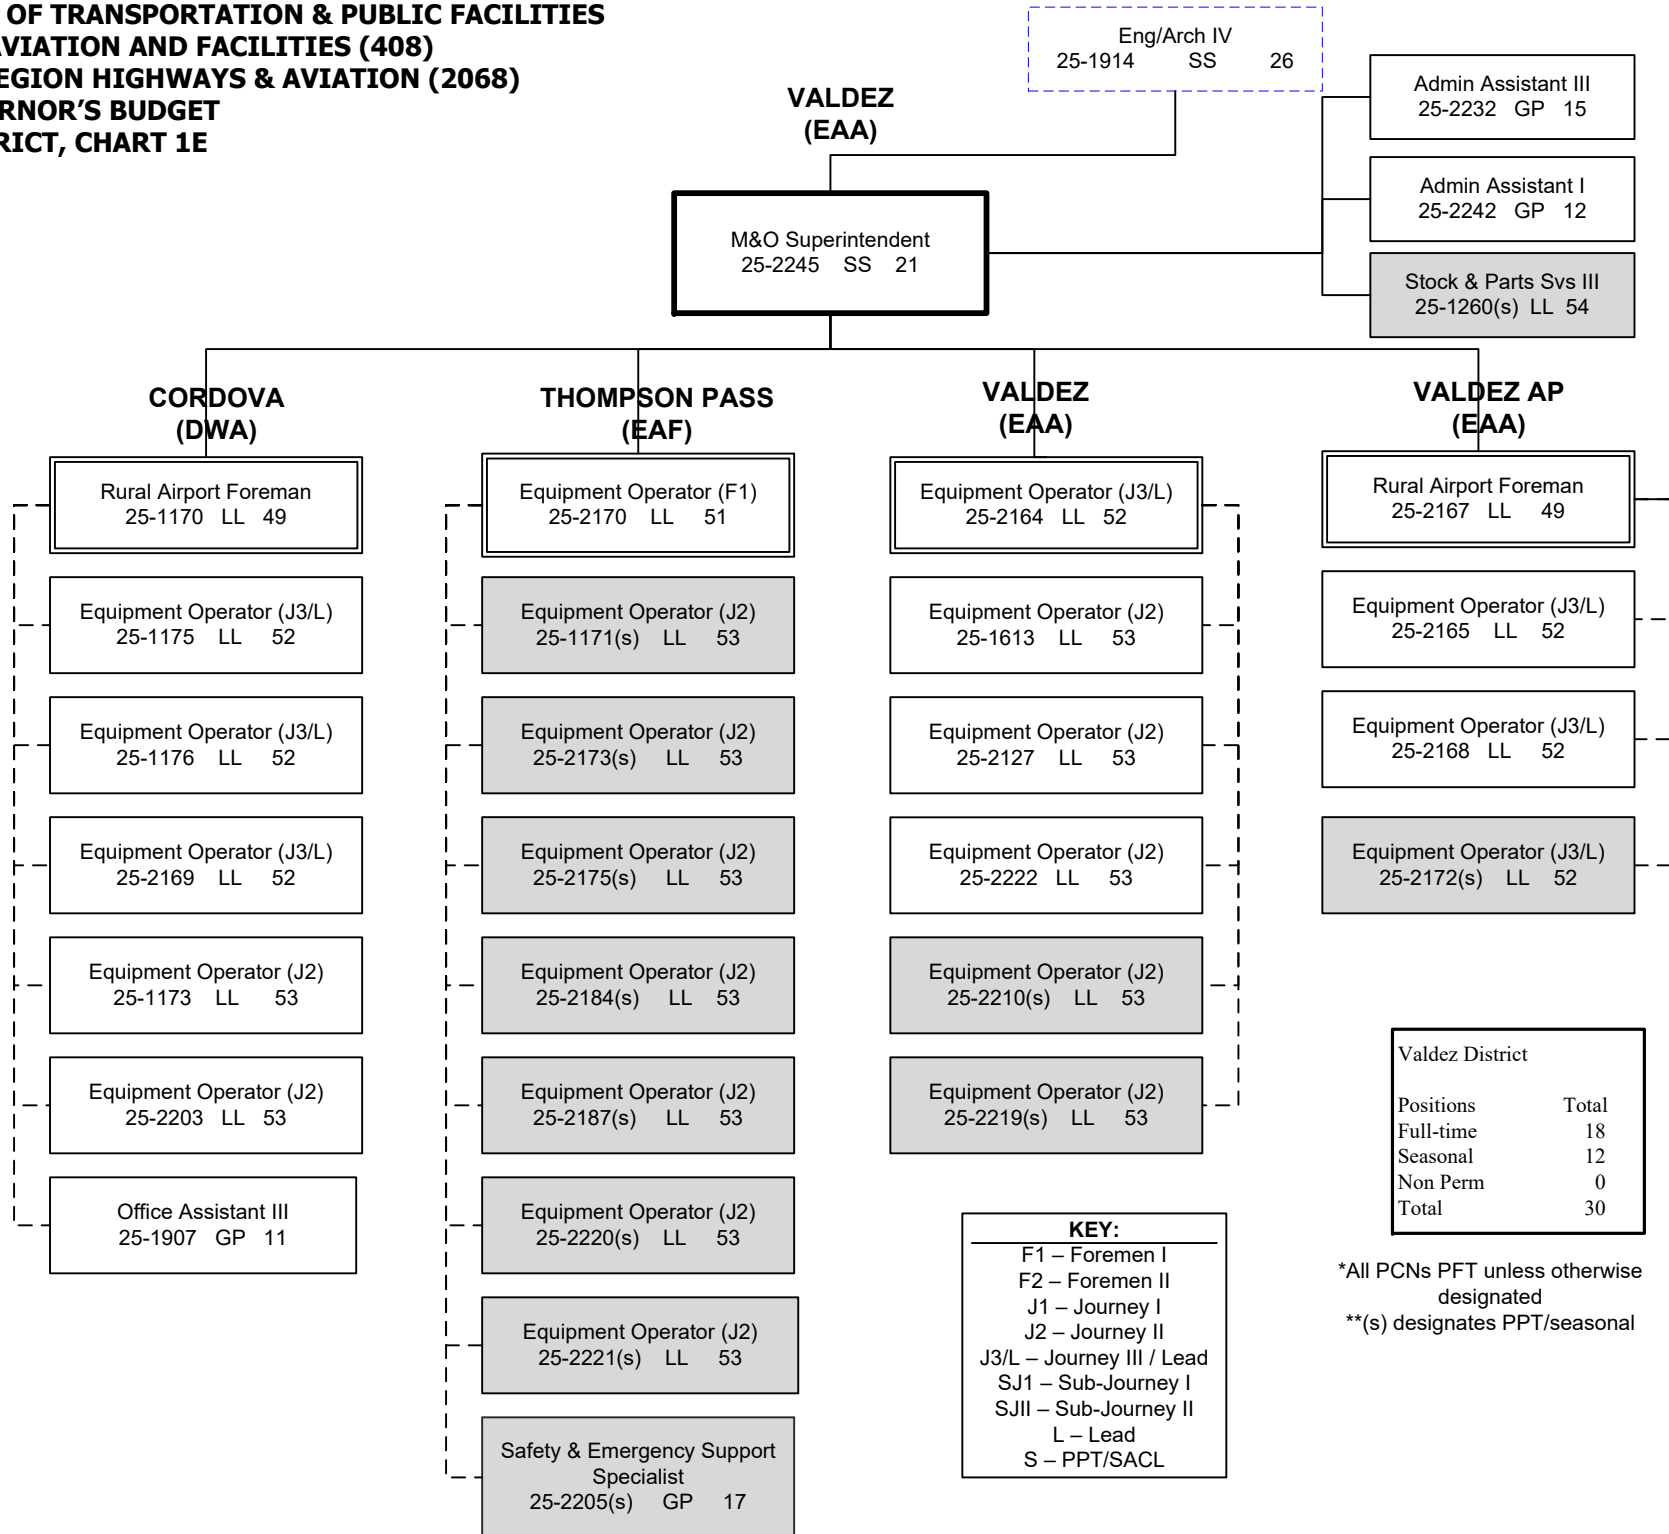 OF TRANSPORTATION & PUBLIC FACILITIES
AVIATION AND FACILITIES (408)
EGION HIGHWAYS & AVIATION (2068)
RNOR’S BUDGET
RICT, CHART 1E
Eng/Arch IV
25-1914 SS 26
VALDEZ
(EAA)
Admin Assistant III
25-2232 GP 15
Admin Assistant I
25-2242 GP 12
M&O Superintendent
25-2245 SS 21
Stock & Parts Svs III
25-1260(s) LL 54
CORDOVA
(DWA)
Rural Airport Foreman
25-1170 LL 49
Equipment Operator (J3/L)
25-1175 LL 52
Equipment Operator (J3/L)
25-1176 LL 52
Equipment Operator (J3/L)
25-2169 LL 52
Equipment Operator (J2)
25-1173 LL 53
Equipment Operator (J2)
25-2203 LL 53
Office Assistant III
25-1907 GP 11
THOMPSON PASS
(EAF)
Equipment Operator (F1)
25-2170 LL 51
Equipment Operator (J2)
25-1171(s) LL 53
Equipment Operator (J2)
25-2173(s) LL 53
Equipment Operator (J2)
25-2175(s) LL 53
Equipment Operator (J2)
25-2184(s) LL 53
Equipment Operator (J2)
25-2187(s) LL 53
Equipment Operator (J2)
25-2220(s) LL 53
Equipment Operator (J2)
25-2221(s) LL 53
Safety & Emergency Support
Specialist
25-2205(s) GP 17
VALDEZ
(EAA)
Equipment Operator (J3/L)
25-2164 LL 52
Equipment Operator (J2)
25-1613 LL 53
Equipment Operator (J2)
25-2127 LL 53
Equipment Operator (J2)
25-2222 LL 53
Equipment Operator (J2)
25-2210(s) LL 53
Equipment Operator (J2)
25-2219(s) LL 53
VALDEZ AP
(EAA)
Rural Airport Foreman
25-2167 LL 49
Equipment Operator (J3/L)
25-2165 LL 52
Equipment Operator (J3/L)
25-2168 LL 52
Equipment Operator (J3/L)
25-2172(s) LL 52
KEY:
F1 – Foremen I
F2 – Foremen II
J1 – Journey I
J2 – Journey II
J3/L – Journey III / Lead
SJ1 – Sub-Journey I
SJII – Sub-Journey II
L – Lead
S – PPT/SACL
Valdez District
Positions Total
Full-time 18
Seasonal 12
Non Perm 0
Total 30
*All PCNs PFT unless otherwise
designated
**(s) designates PPT/seasonal